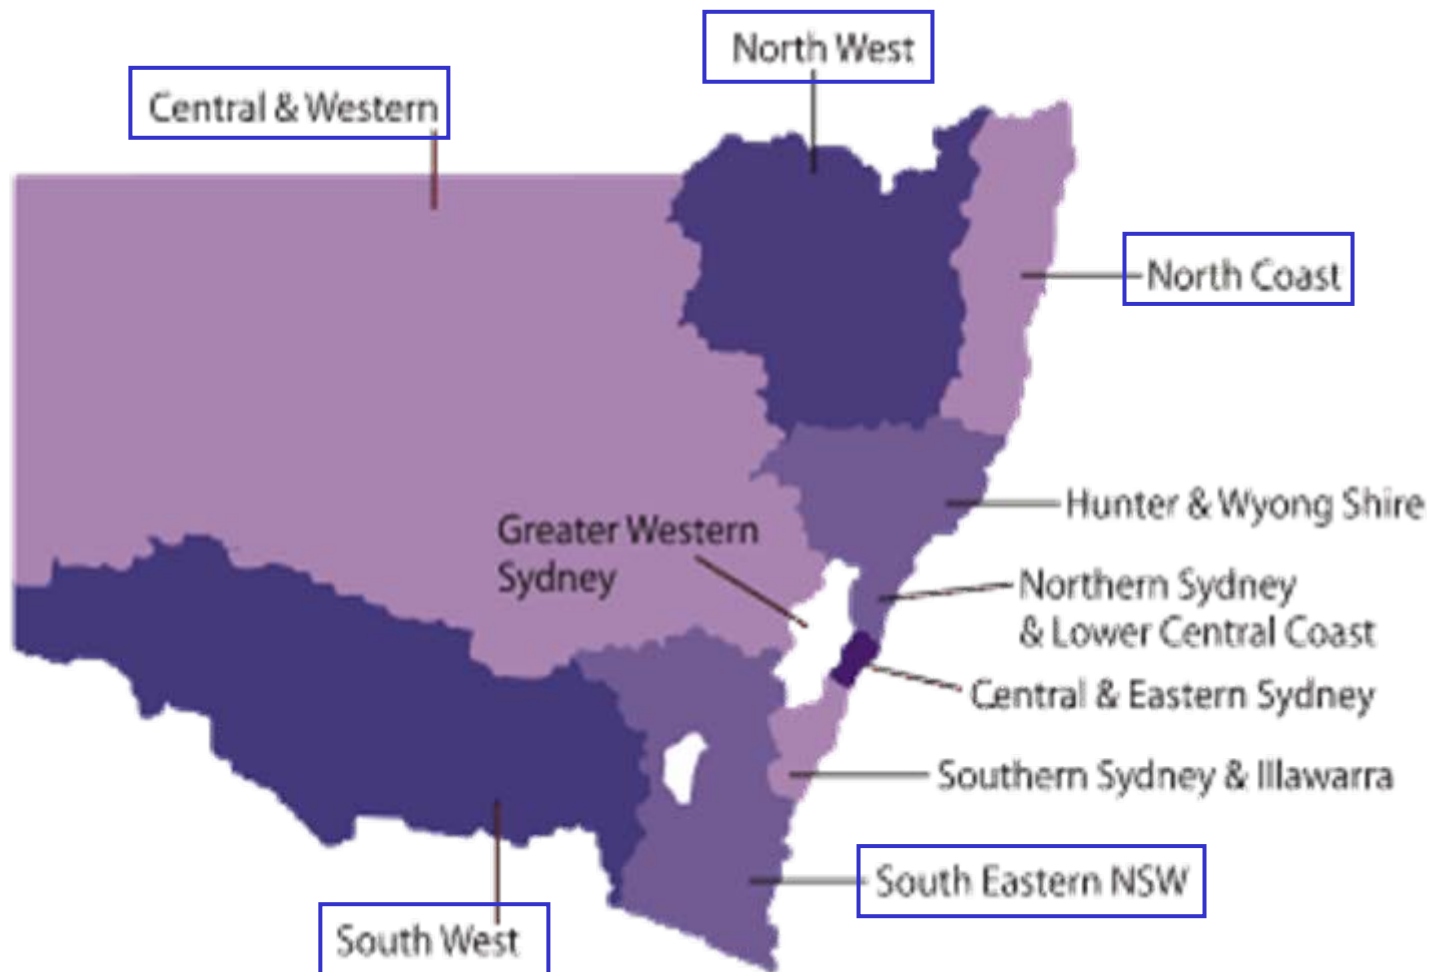 North West
Central & Western
North Coast
Hunter & Wyong Shire
Greater Western
Sydney
Northern Sydney
& Lower Central Coast
Central & Eastern Sydney
Southern Sydney & Illawarra
South Eastern NSW
South West